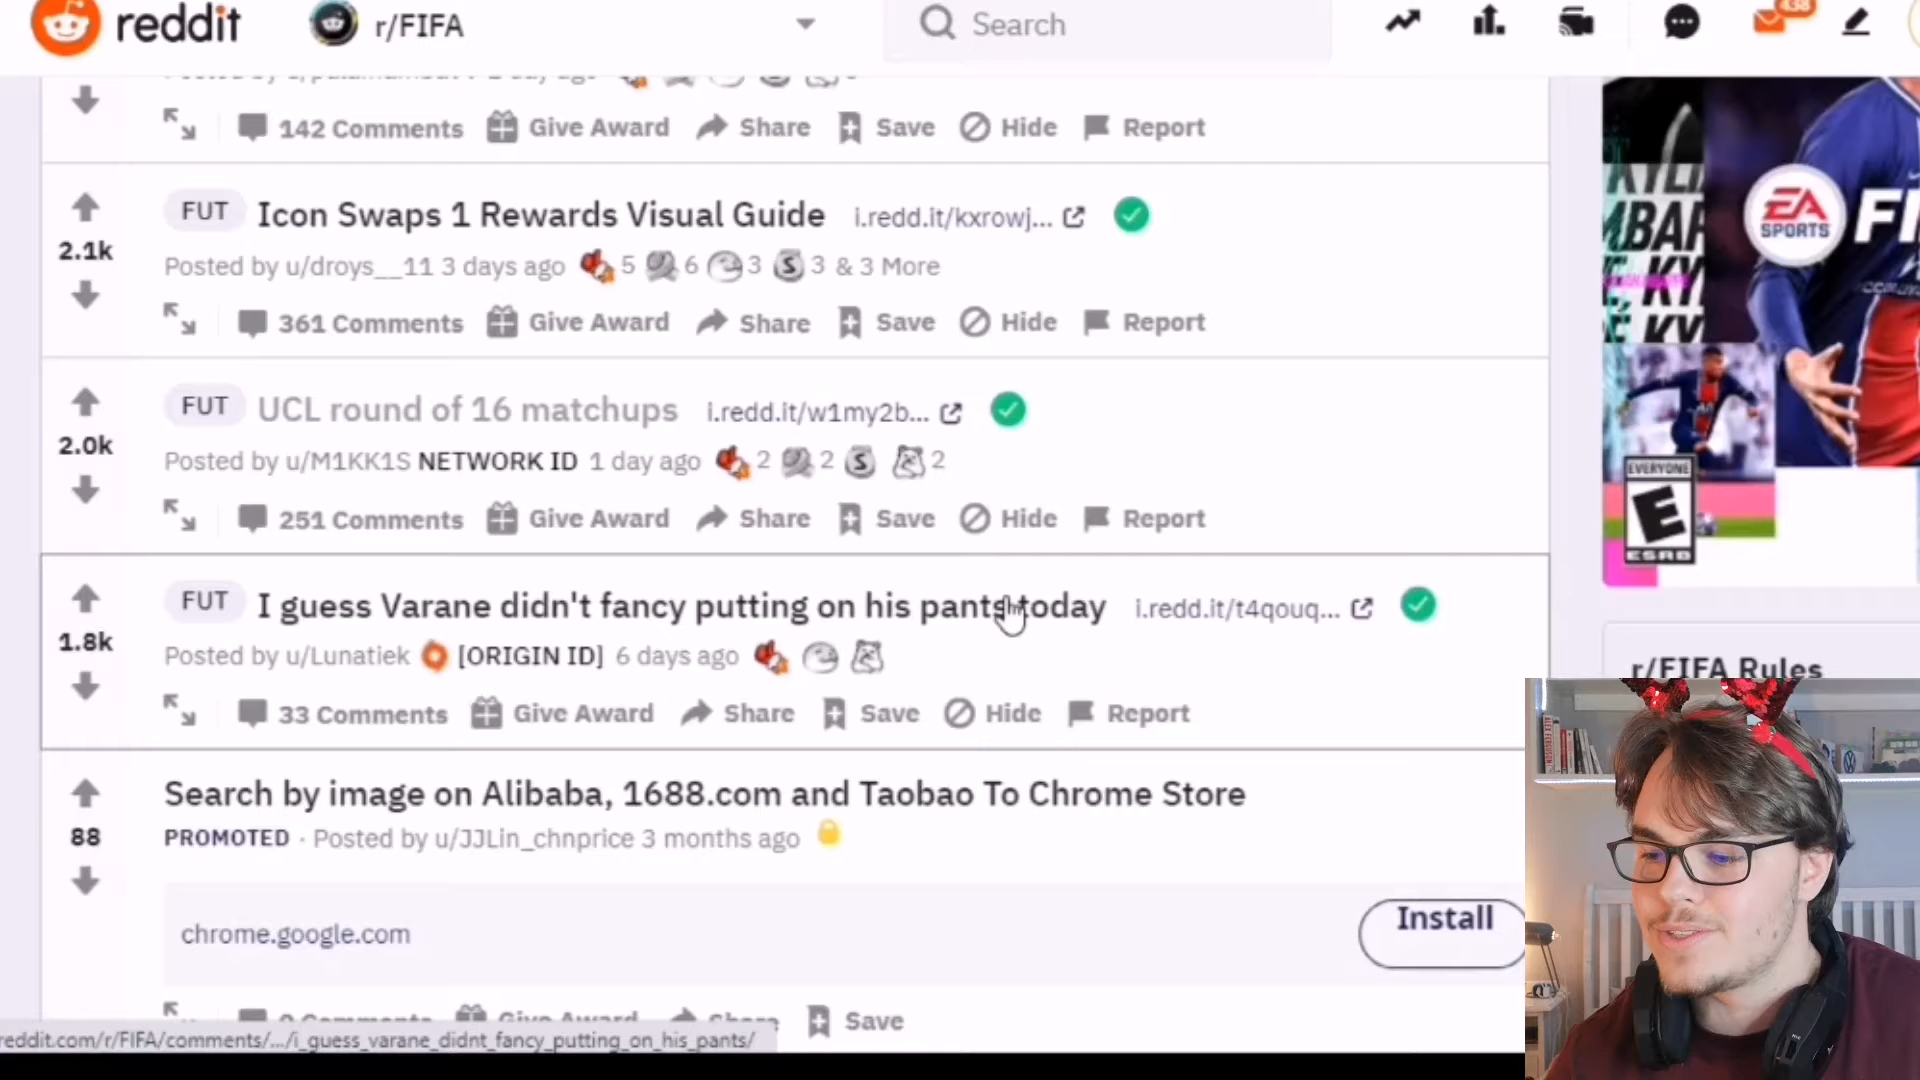 reddit r/FIFA Search 438
142 Comments Give Award Share Save Hide Report
FUT Icon Swaps 1 Rewards Visual Guide i.redd.it/kxrowj...
2.1k
Posted by u/droys__11 3 days ago 5 6 3 3 & 3 More
361 Comments Give Award Share Save Hide Report
FUT UCL round of 16 matchups i.redd.it/w1my2b...
2.0k
Posted by u/M1KK1S NETWORK ID 1 day ago 2 2 2
251 Comments Give Award Share Save Hide Report
FUT I guess Varane didn't fancy putting on his pants today i.redd.it/t4qouq...
1.8k
Posted by u/Lunatiek [ORIGIN ID] 6 days ago
33 Comments Give Award Share Save Hide Report
Search by image on Alibaba, 1688.com and Taobao To Chrome Store
88
PROMOTED · Posted by u/JJLin_chnprice 3 months ago
chrome.google.com
Install
0 Comments Give Award Share Save
reddit.com/r/FIFA/comments/.../i_guess_varane_didnt_fancy_putting_on_his_pants/
EA
SPORTS
EVERYONE
E
ESRB
r/FIFA Rules